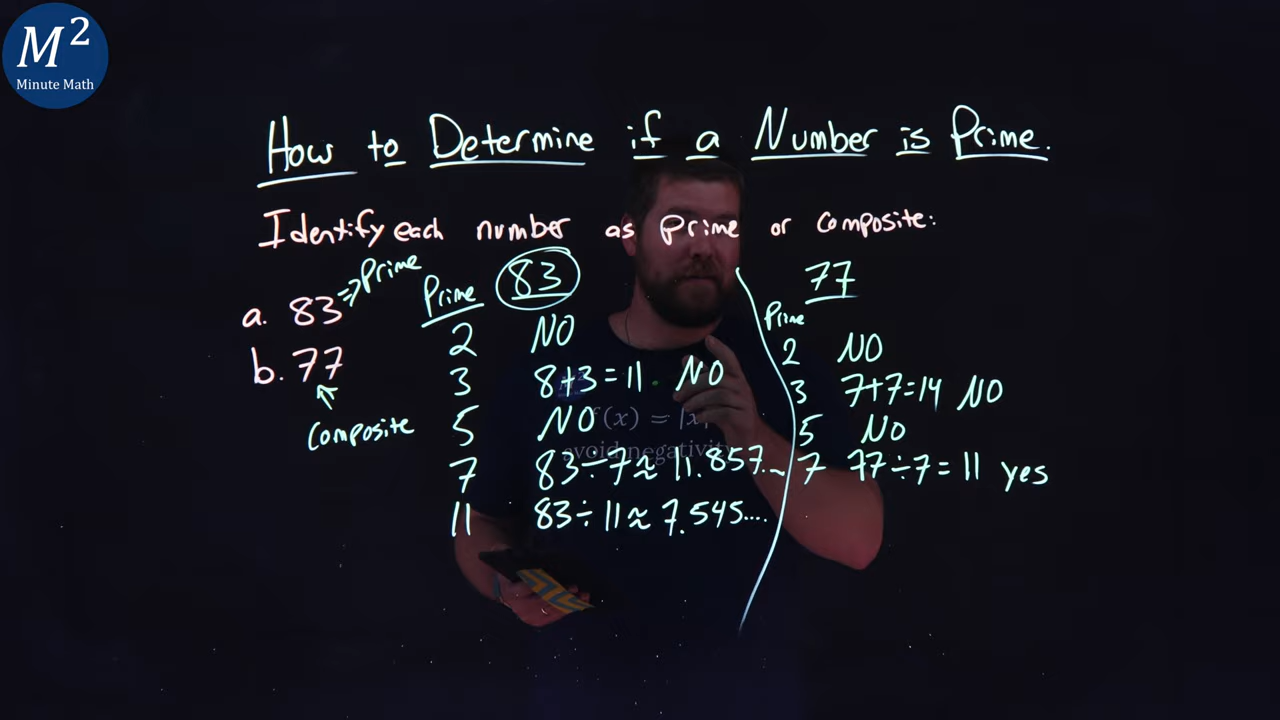 M²
Minute Math
How to Determine if a Number is Prime.
Identify each number as prime or composite:
a. 83 ⇒ Prime
b. 77
Composite
Prime 83
2 NO
3 8+3=11. NO
5 NO
7 83÷7≈11.857...
11 83÷11≈7.545....
77
Prime
2 NO
3 7+7=14 NO
5 NO
7 77÷7=11 yes
(x) = |x|
avoid negativity